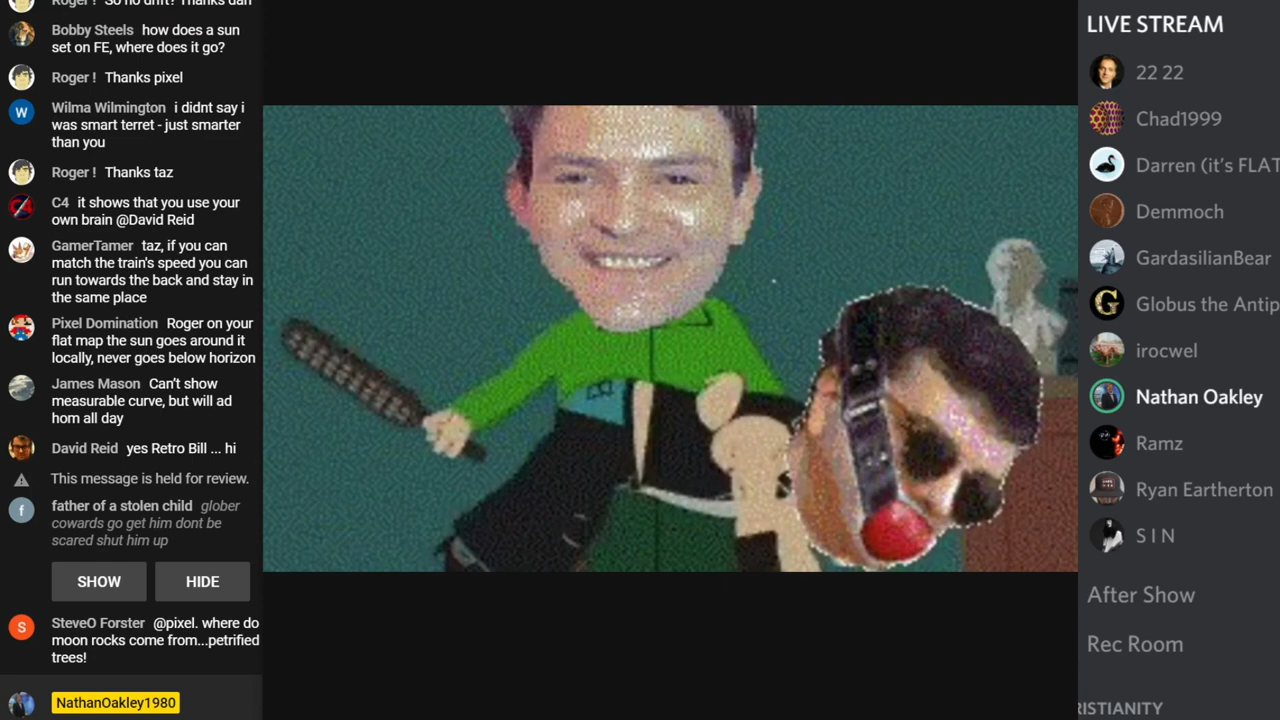 Roger ! So no drift? Thanks dan
Bobby Steels how does a sun
set on FE, where does it go?
Roger ! Thanks pixel
W
Wilma Wilmington i didnt say i
was smart terret - just smarter
than you
Roger ! Thanks taz
C4 it shows that you use your
own brain @David Reid
GamerTamer taz, if you can
match the train's speed you can
run towards the back and stay in
the same place
Pixel Domination Roger on your
flat map the sun goes around it
locally, never goes below horizon
James Mason Can't show
measurable curve, but will ad
hom all day
David Reid yes Retro Bill ... hi
This message is held for review.
f
father of a stolen child glober
cowards go get him dont be
scared shut him up
SHOW HIDE
S
SteveO Forster @pixel. where do
moon rocks come from...petrified
trees!
NathanOakley1980
LIVE STREAM
22 22
Chad1999
Darren (it's FLAT
Demmoch
GardasilianBear
G
Globus the Antip
irocwel
Nathan Oakley
Ramz
Ryan Eartherton
S I N
After Show
Rec Room
RISTIANITY